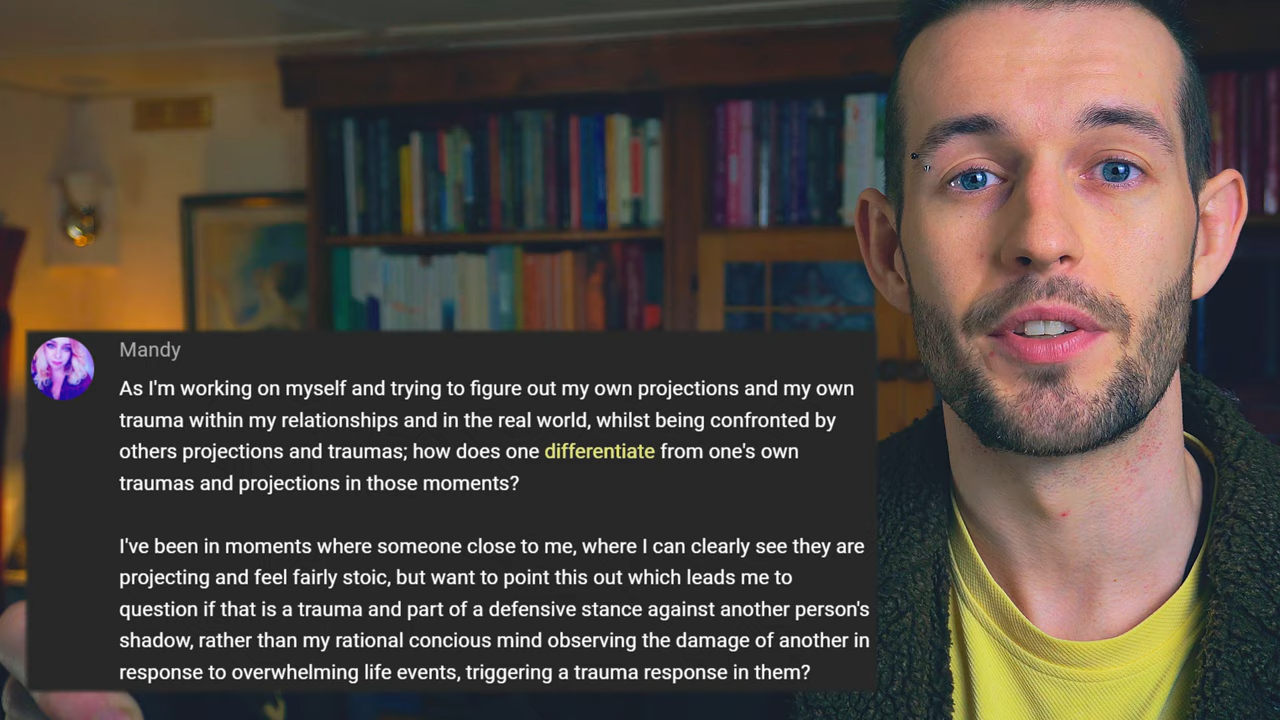 Mandy
As I'm working on myself and trying to figure out my own projections and my own
trauma within my relationships and in the real world, whilst being confronted by
others projections and traumas; how does one differentiate from one's own
traumas and projections in those moments?
I've been in moments where someone close to me, where I can clearly see they are
projecting and feel fairly stoic, but want to point this out which leads me to
question if that is a trauma and part of a defensive stance against another person's
shadow, rather than my rational concious mind observing the damage of another in
response to overwhelming life events, triggering a trauma response in them?